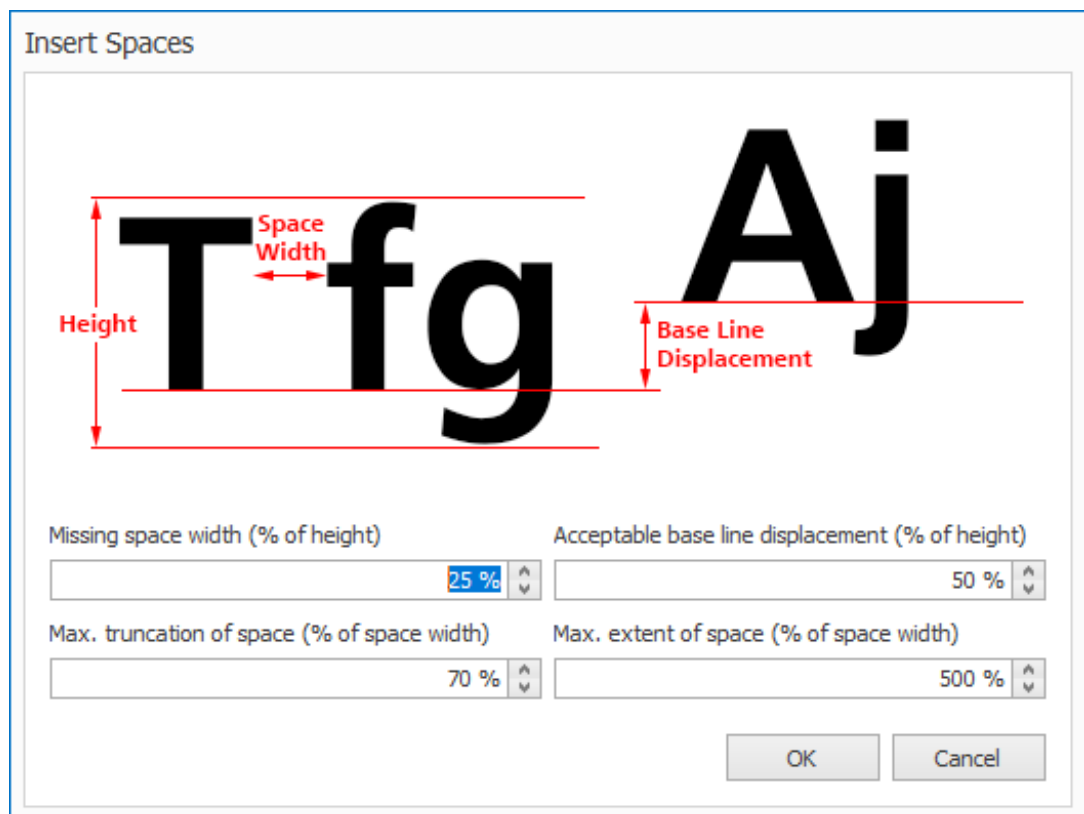 Insert Spaces
A j
T f g
Space
Width
Height
Base Line
Displacement
Missing space width (% of height)
Acceptable base line displacement (% of height)
25 %
50 %
Max. truncation of space (% of space width)
Max. extent of space (% of space width)
70 %
500 %
OK
Cancel